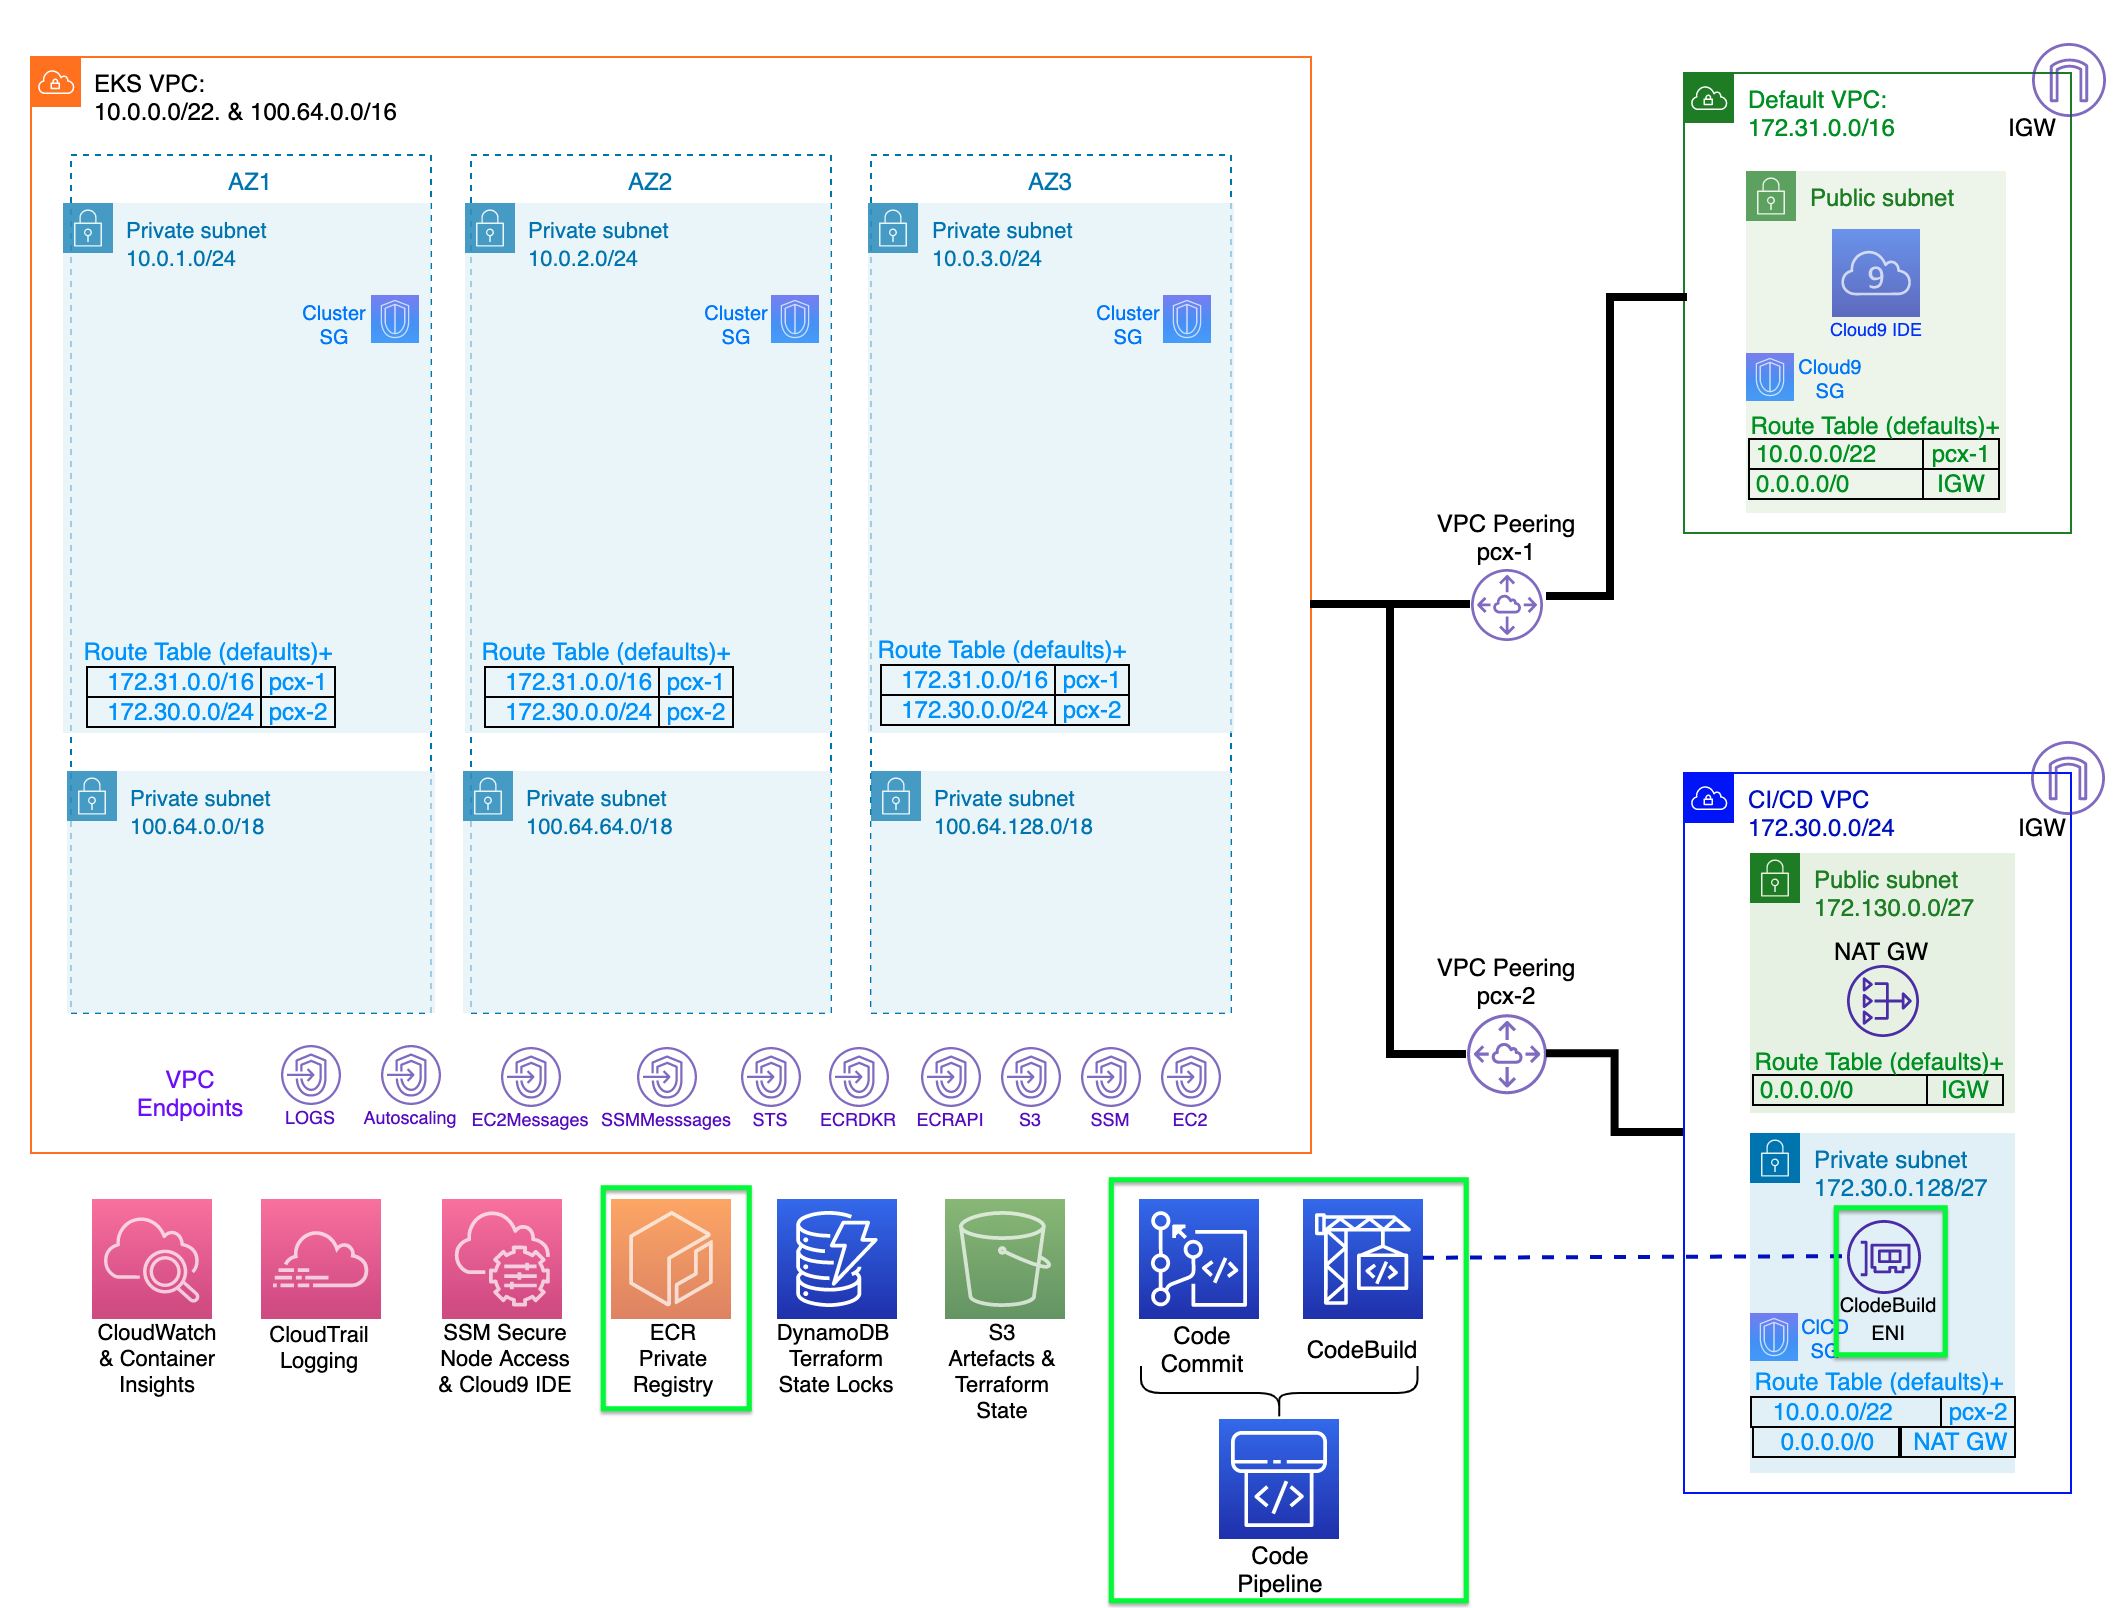 EKS VPC:
10.0.0.0/22. & 100.64.0.0/16
AZ1
Private subnet
10.0.1.0/24
Cluster
SG
Route Table (defaults)+
172.31.0.0/16 pcx-1
172.30.0.0/24 pcx-2
Private subnet
100.64.0.0/18
AZ2
Private subnet
10.0.2.0/24
Cluster
SG
Route Table (defaults)+
172.31.0.0/16 pcx-1
172.30.0.0/24 pcx-2
Private subnet
100.64.64.0/18
AZ3
Private subnet
10.0.3.0/24
Cluster
SG
Route Table (defaults)+
172.31.0.0/16 pcx-1
172.30.0.0/24 pcx-2
Private subnet
100.64.128.0/18
VPC
Endpoints
LOGS
Autoscaling
EC2Messages
SSMMesssages
STS
ECRDKR
ECRAPI
S3
SSM
EC2
VPC Peering
pcx-1
VPC Peering
pcx-2
Default VPC:
172.31.0.0/16
IGW
Public subnet
9
Cloud9 IDE
Cloud9
SG
Route Table (defaults)+
10.0.0.0/22 pcx-1
0.0.0.0/0 IGW
CI/CD VPC
172.30.0.0/24
IGW
Public subnet
172.130.0.0/27
NAT GW
Route Table (defaults)+
0.0.0.0/0 IGW
Private subnet
172.30.0.128/27
ClodeBuild
ENI
CICD
SG
Route Table (defaults)+
10.0.0.0/22 pcx-2
0.0.0.0/0 NAT GW
CloudWatch
& Container
Insights
CloudTrail
Logging
SSM Secure
Node Access
& Cloud9 IDE
ECR
Private
Registry
DynamoDB
Terraform
State Locks
S3
Artefacts &
Terraform
State
</>
Code
Commit
</>
CodeBuild
</>
Code
Pipeline